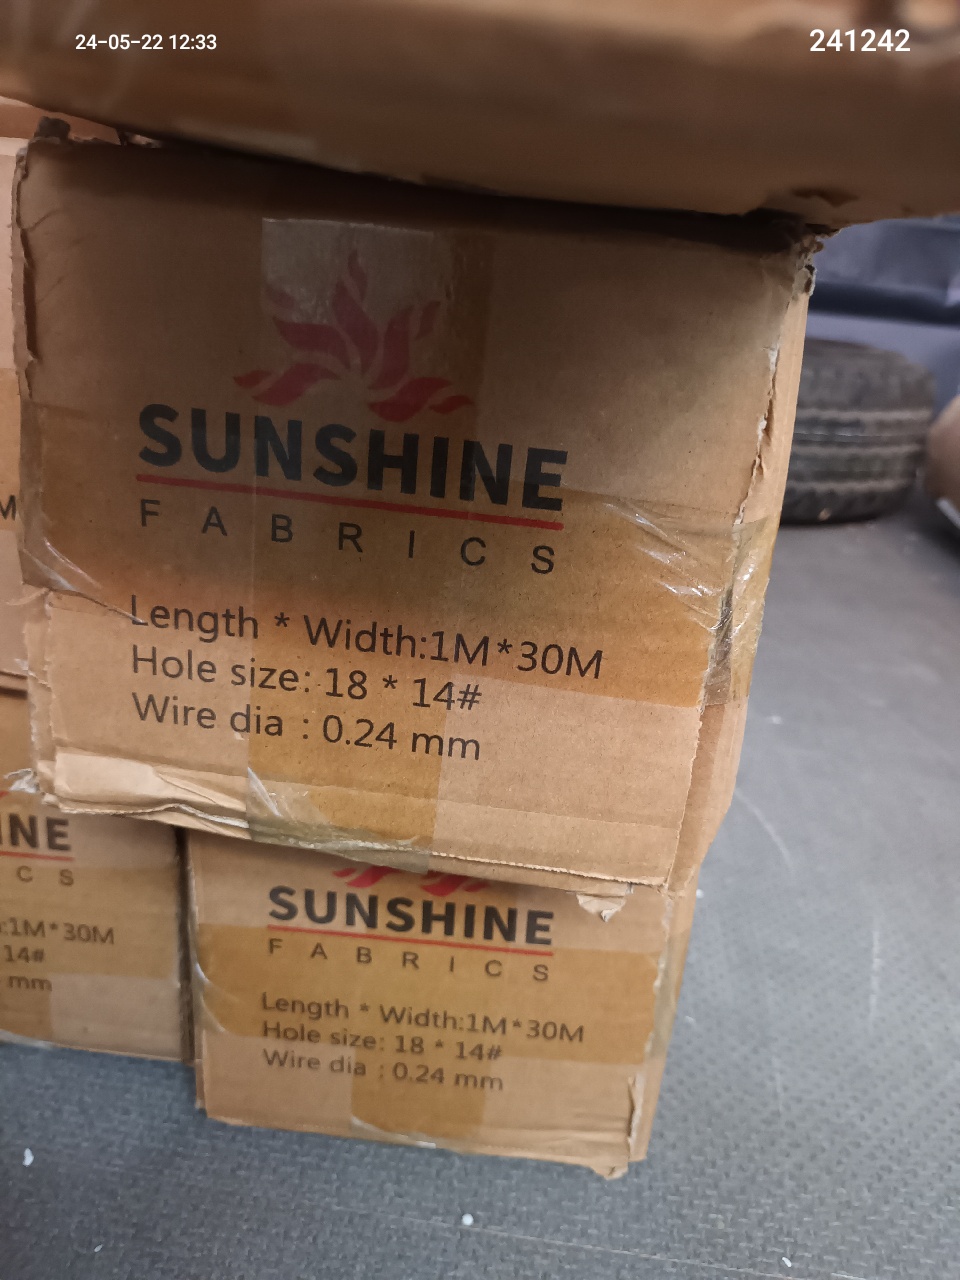 24-05-22 12:33
241242
SUNSHINE
FABRICS
Length * Width:1M*30M
Hole size: 18 * 14#
Wire dia : 0.24 mm
M
INE
C S
:1M*30M
14#
mm
SUNSHINE
FABRICS
Length * Width:1M*30M
Hole size: 18 * 14#
Wire dia : 0.24 mm